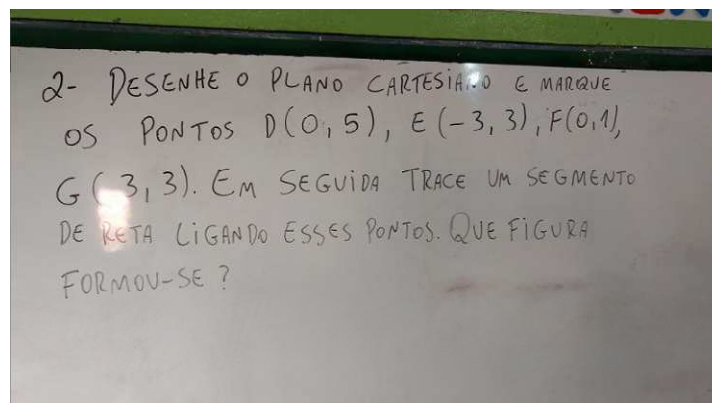 2- DESENHE O PLANO CARTESIANO E MARQUE
OS PONTOS D(0,5), E(-3,3), F(0,1),
G(3,3). EM SEGUIDA TRACE UM SEGMENTO
DE RETA LIGANDO ESSES PONTOS. QUE FIGURA
FORMOU-SE?